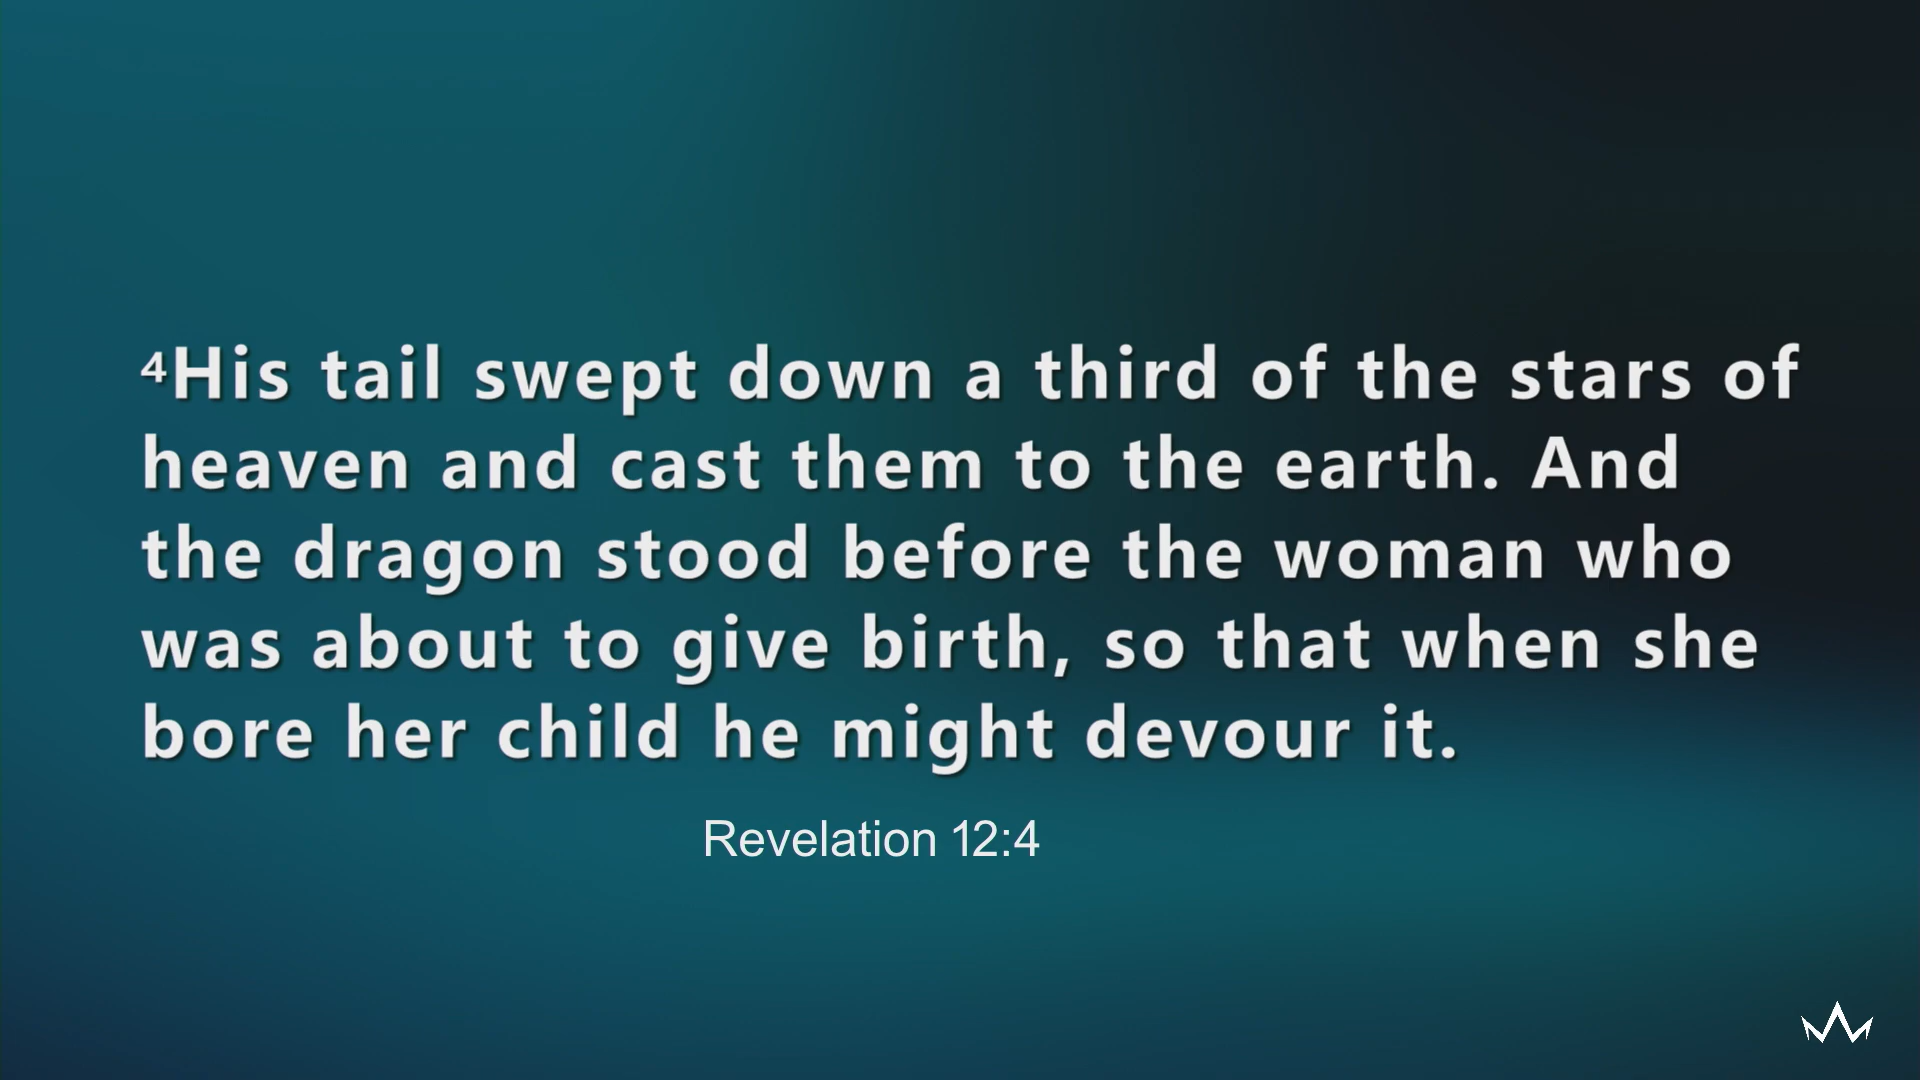 ⁴His tail swept down a third of the stars of
heaven and cast them to the earth. And
the dragon stood before the woman who
was about to give birth, so that when she
bore her child he might devour it.
Revelation 12:4